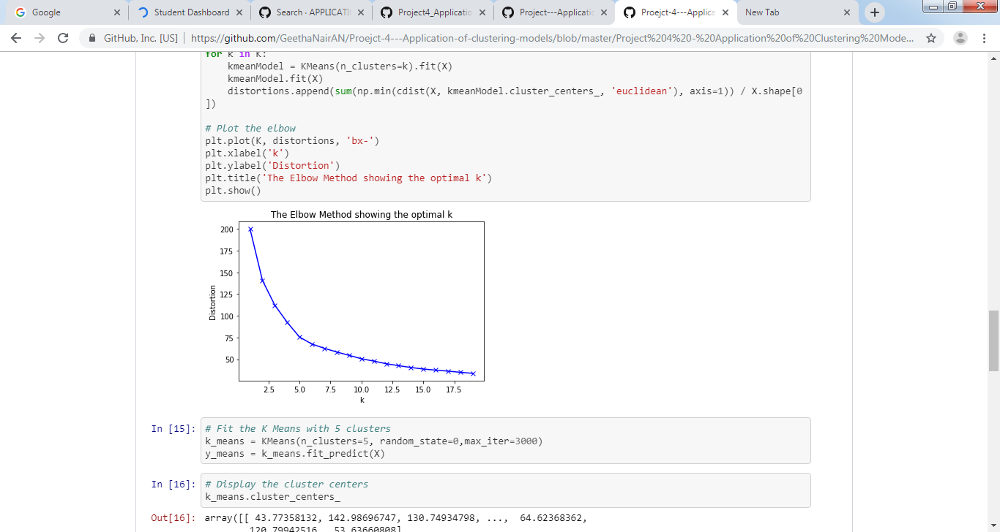 Google
Student Dashboard
Search · APPLICATI
Project4_Applicatio
Project---Applicatio
Proejct-4---Applica
New Tab
GitHub, Inc. [US] | https://github.com/GeethaNairAN/Proejct-4---Application-of-clustering-models/blob/master/Project%204%20-%20Application%20of%20Clustering%20Mode...
for k in K:
    kmeanModel = KMeans(n_clusters=k).fit(X)
    kmeanModel.fit(X)
    distortions.append(sum(np.min(cdist(X, kmeanModel.cluster_centers_, 'euclidean'), axis=1)) / X.shape[0
])
# Plot the elbow
plt.plot(K, distortions, 'bx-')
plt.xlabel('k')
plt.ylabel('Distortion')
plt.title('The Elbow Method showing the optimal k')
plt.show()
The Elbow Method showing the optimal k
200
175
150
125
100
75
50
Distortion
2.5 5.0 7.5 10.0 12.5 15.0 17.5
k
In [15]: # Fit the K Means with 5 clusters
k_means = KMeans(n_clusters=5, random_state=0,max_iter=3000)
y_means = k_means.fit_predict(X)
In [16]: # Display the cluster centers
k_means.cluster_centers_
Out[16]: array([[ 43.77358132, 142.98696747, 130.74934798, ...,  64.62368362,
120.79942516,  53.63660808],